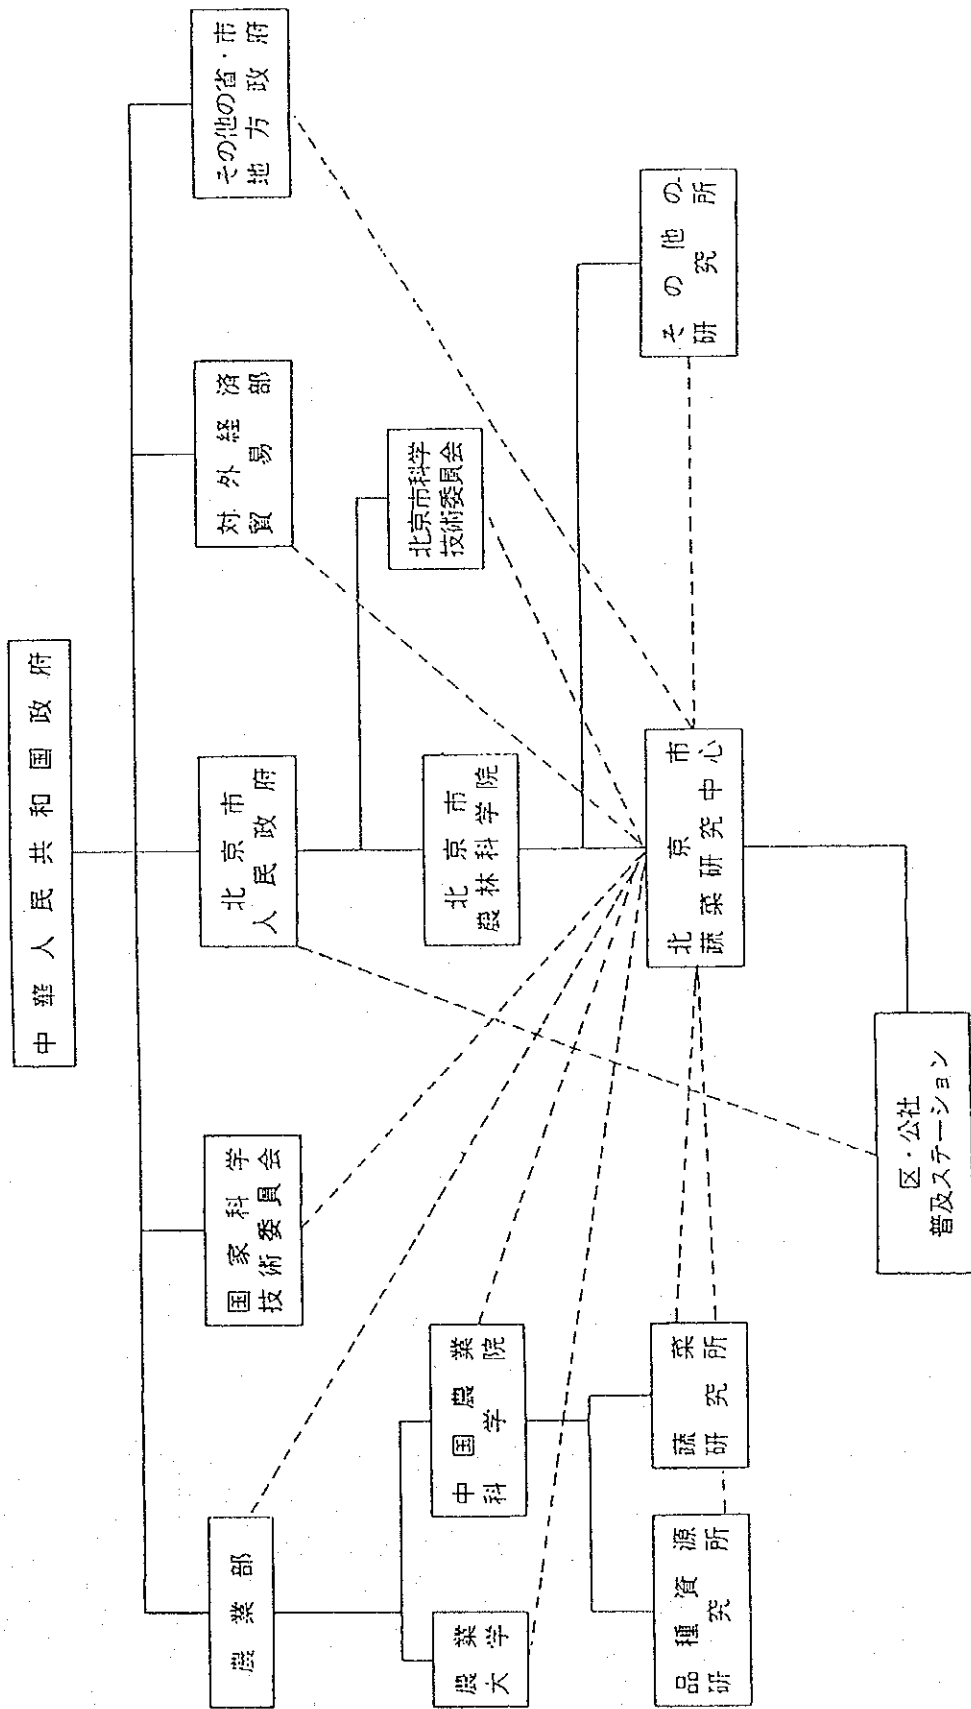 中華人民共和国政府
農業部
国家科学
技術委員会
北京市
人民政府
対外経済
貿易部
その他の省・市
地方政府
農業
大学
中国農業
科学院
北京市
農林科学院
北京市科学
技術委員会
品種資源
研究所
蔬菜
研究所
北京市
蔬菜研究中心
その他の
研究所
区・公社
普及ステーション